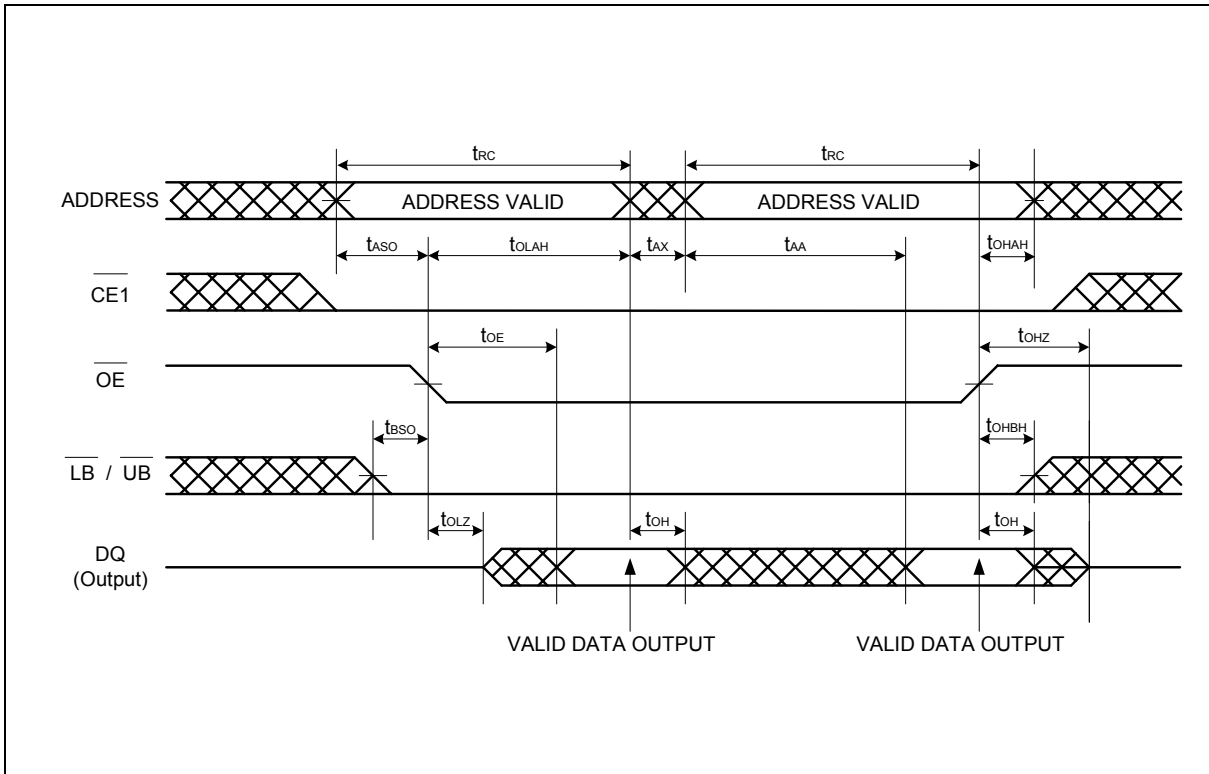 tRC tRC
ADDRESS ADDRESS VALID ADDRESS VALID
tASO tOLAH tAX tAA tOHAH
CE1
tOE tOHZ
OE
tBSO tOHBH
LB / UB
tOLZ tOH tOH
DQ
(Output)
VALID DATA OUTPUT VALID DATA OUTPUT